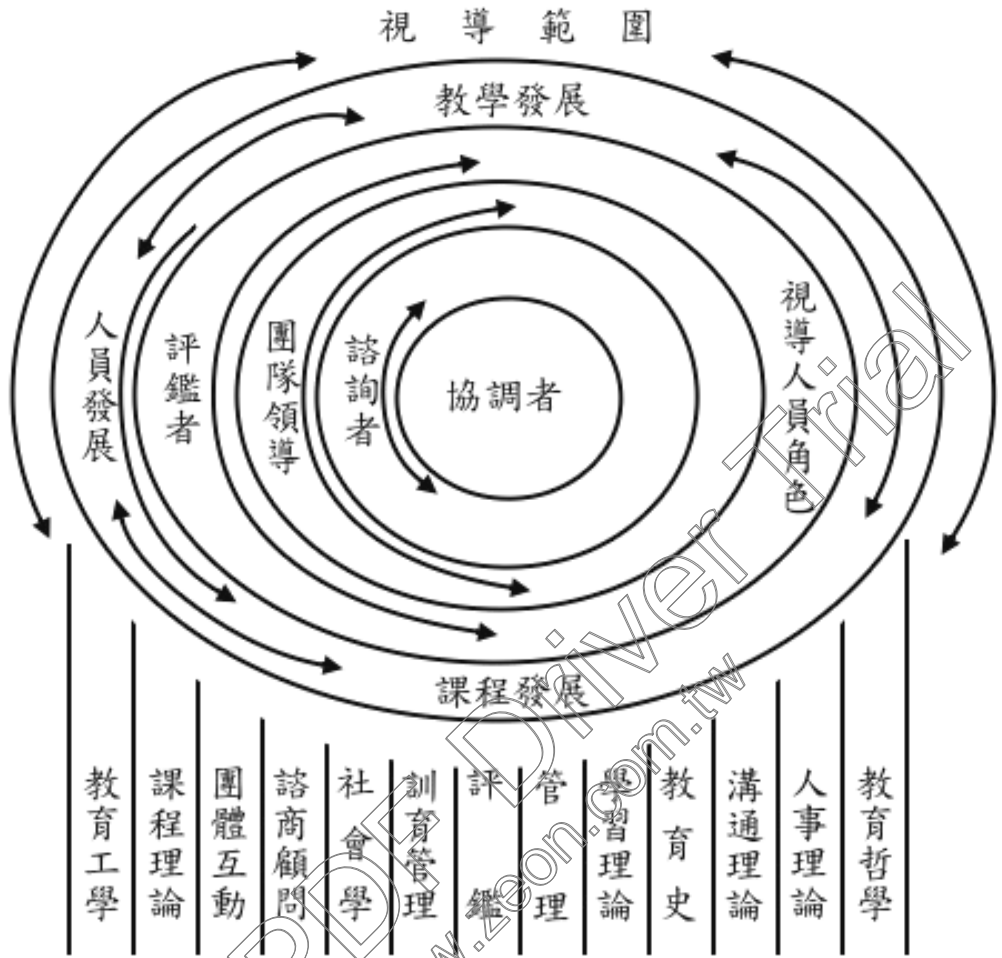 視導範圍
教學發展
人員發展
評鑑者
團隊領導
諮詢者
協調者
視導人員角色
課程發展
教育工學
課程理論
團體互動
諮商顧問
社會學
訓育管理
評鑑
管理
學習理論
教育史
溝通理論
人事理論
教育哲學
PDF Driver Trial
w.zeon.com.tw